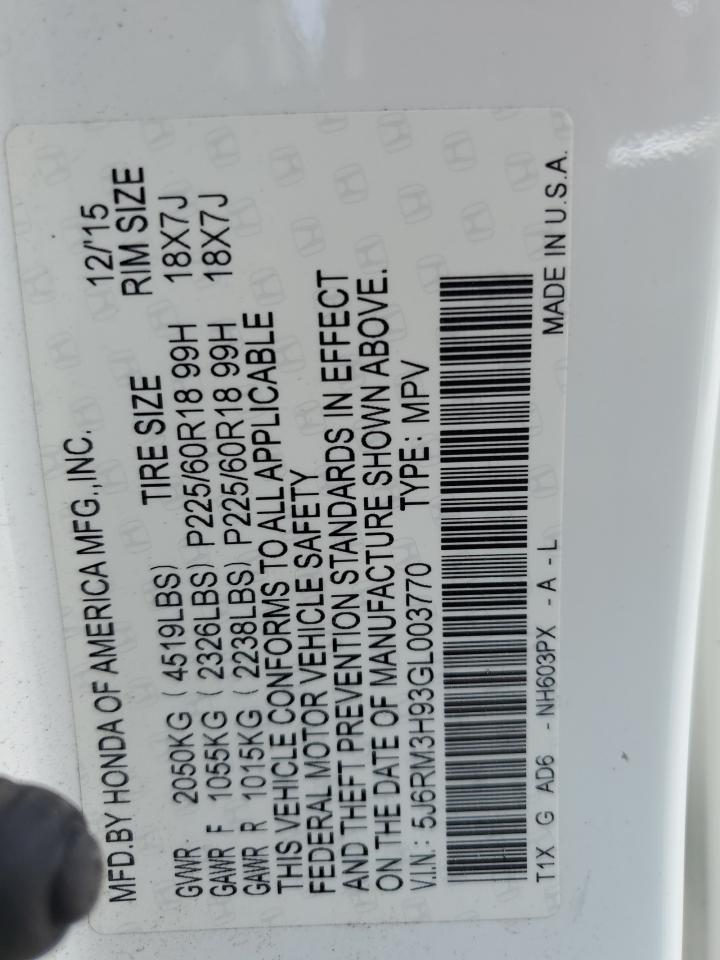 MFD.BY HONDA OF AMERICA MFG.,INC. 12/'15
TIRE SIZE RIM SIZE
GVWR 2050KG ( 4519LBS)
GAWR F 1055KG ( 2326LBS) P225/60R18 99H 18X7J
GAWR R 1015KG ( 2238LBS) P225/60R18 99H 18X7J
THIS VEHICLE CONFORMS TO ALL APPLICABLE
FEDERAL MOTOR VEHICLE SAFETY
AND THEFT PREVENTION STANDARDS IN EFFECT
ON THE DATE OF MANUFACTURE SHOWN ABOVE.
V.I.N.: 5J6RM3H93GL003770 TYPE: MPV
T1X G AD6 - NH603PX - A - L MADE IN U.S.A.